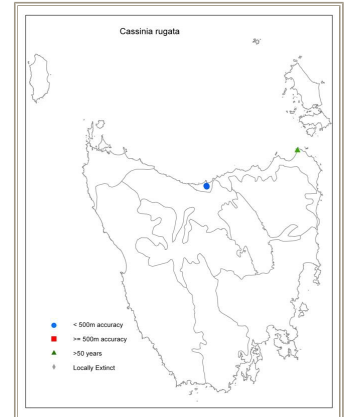 Cassinia rugata
< 500m accuracy
>= 500m accuracy
>50 years
Locally Extinct